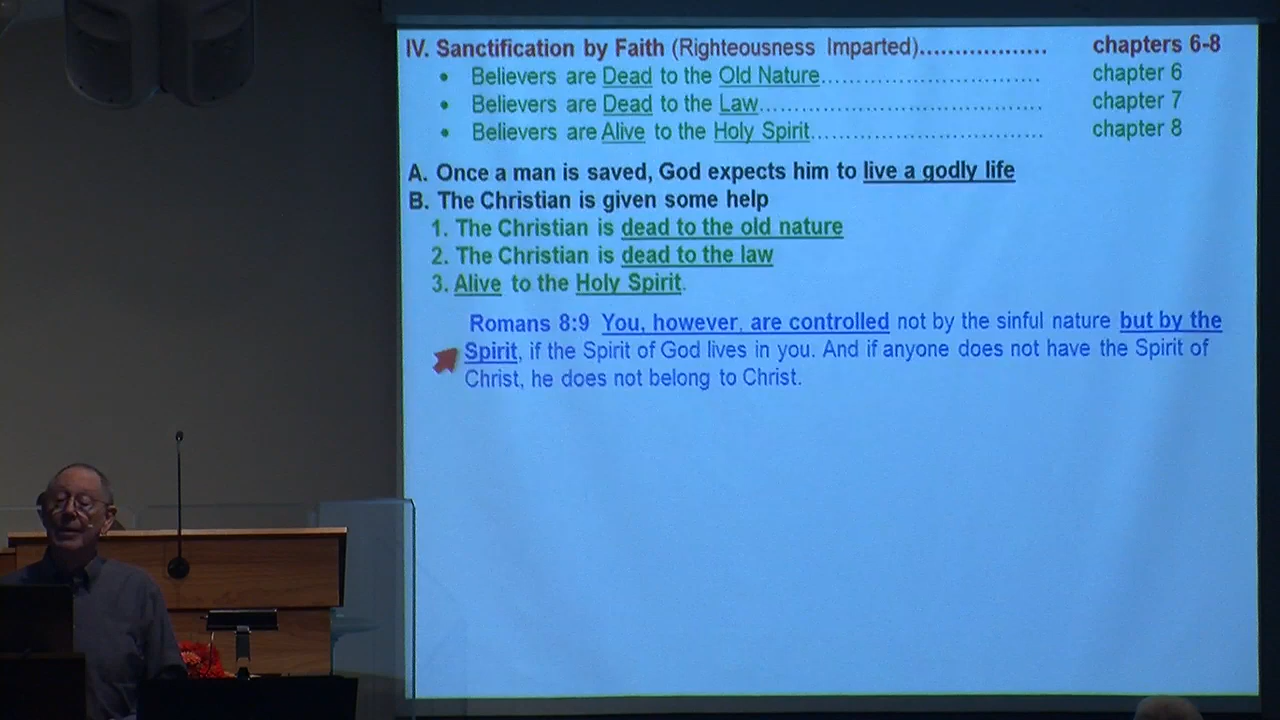 IV. Sanctification by Faith (Righteousness Imparted).................. chapters 6-8
• Believers are Dead to the Old Nature................................ chapter 6
• Believers are Dead to the Law......................................... chapter 7
• Believers are Alive to the Holy Spirit................................. chapter 8
A. Once a man is saved, God expects him to live a godly life
B. The Christian is given some help
1. The Christian is dead to the old nature
2. The Christian is dead to the law
3. Alive to the Holy Spirit.
Romans 8:9 You, however, are controlled not by the sinful nature but by the
Spirit, if the Spirit of God lives in you. And if anyone does not have the Spirit of
Christ, he does not belong to Christ.